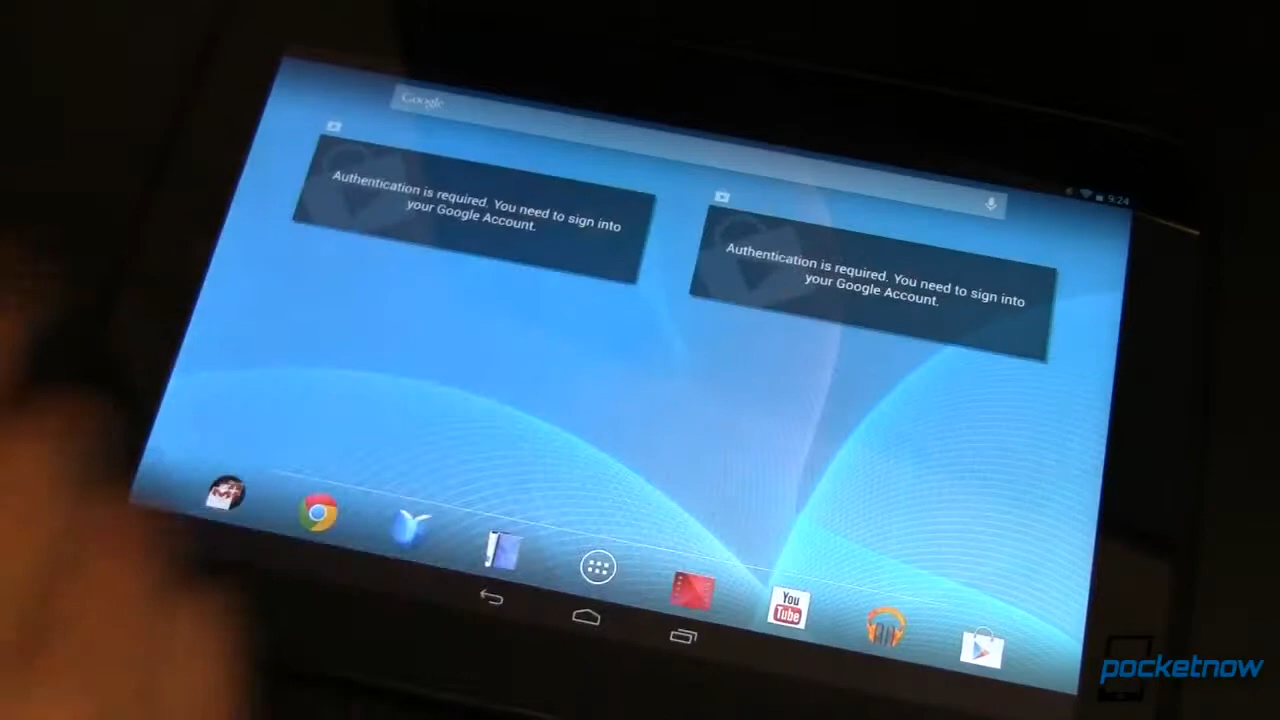 Google
9:24
Authentication is required. You need to sign into
your Google Account.
Authentication is required. You need to sign into
your Google Account.
You
Tube
pocketnow